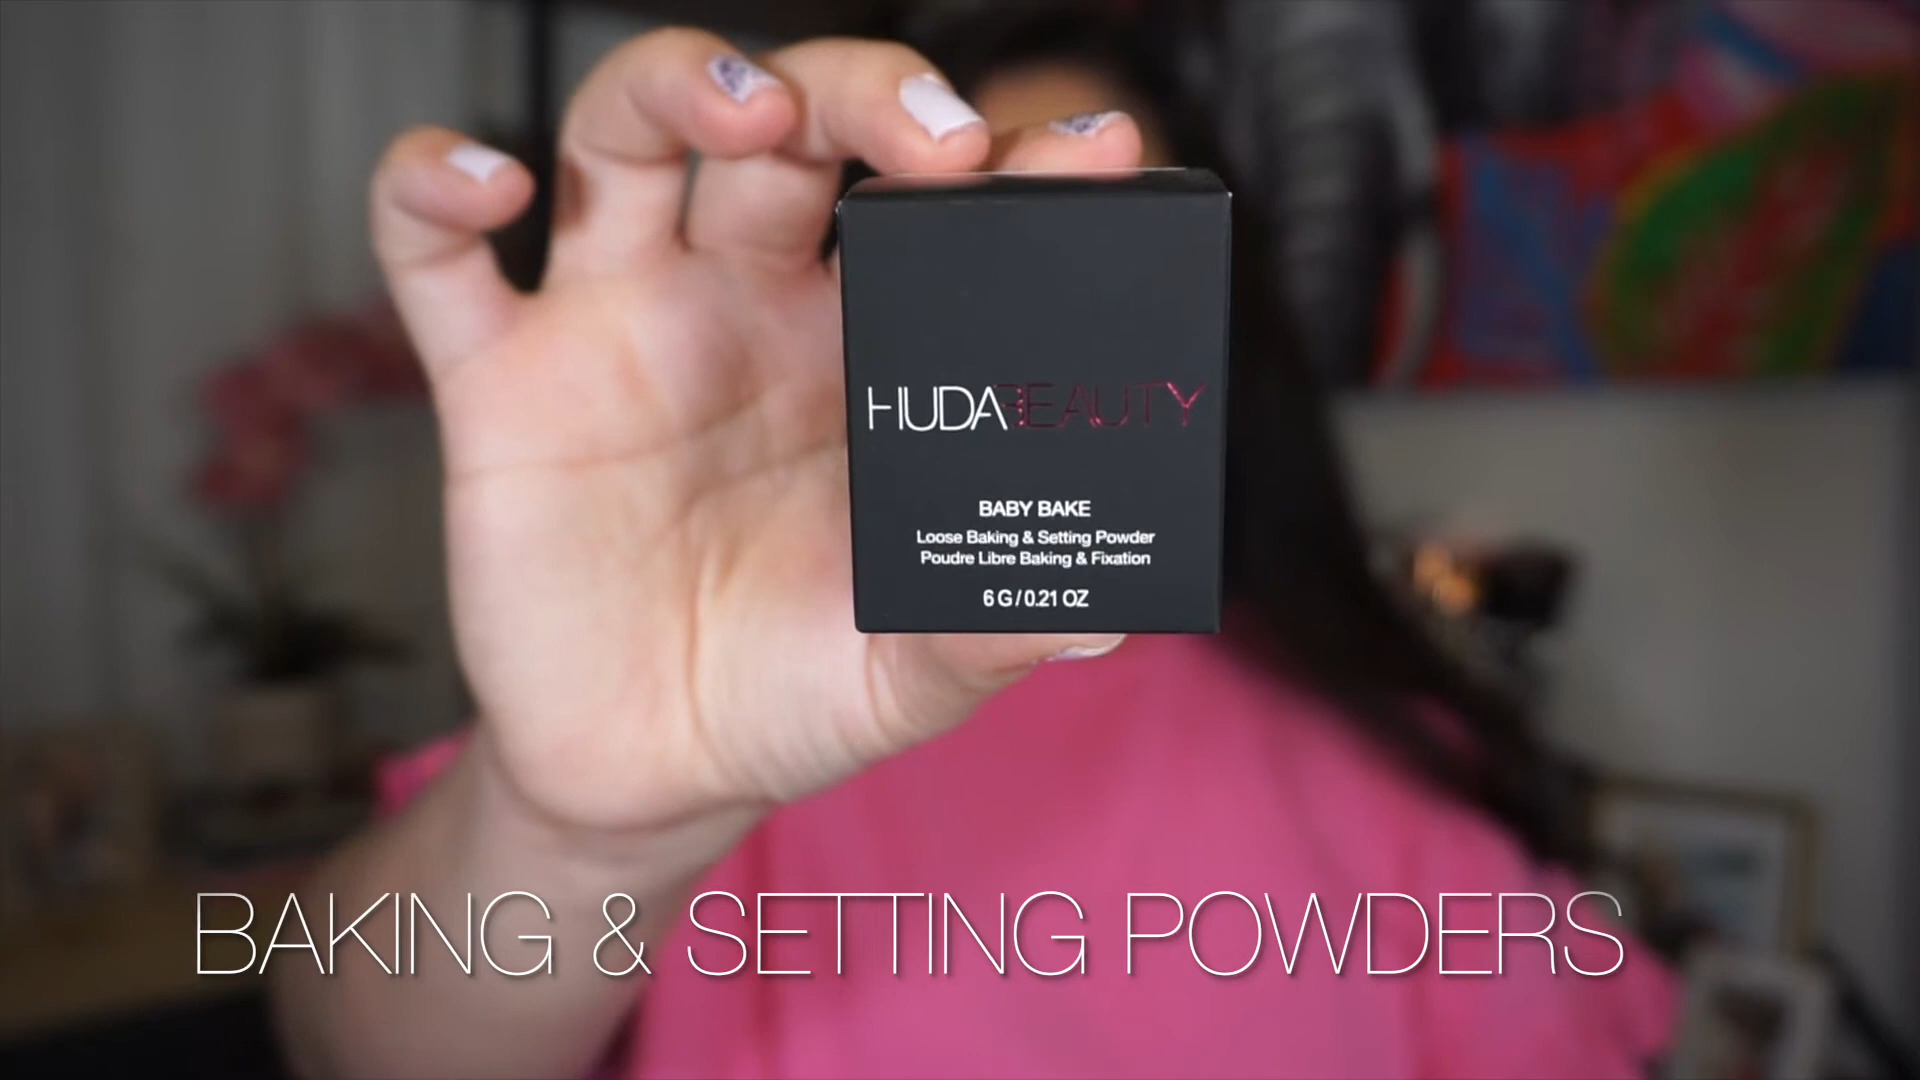 HUDABEAUTY
BABY BAKE
Loose Baking & Setting Powder
Poudre Libre Baking & Fixation
6 G / 0.21 OZ
BAKING & SETTING POWDERS